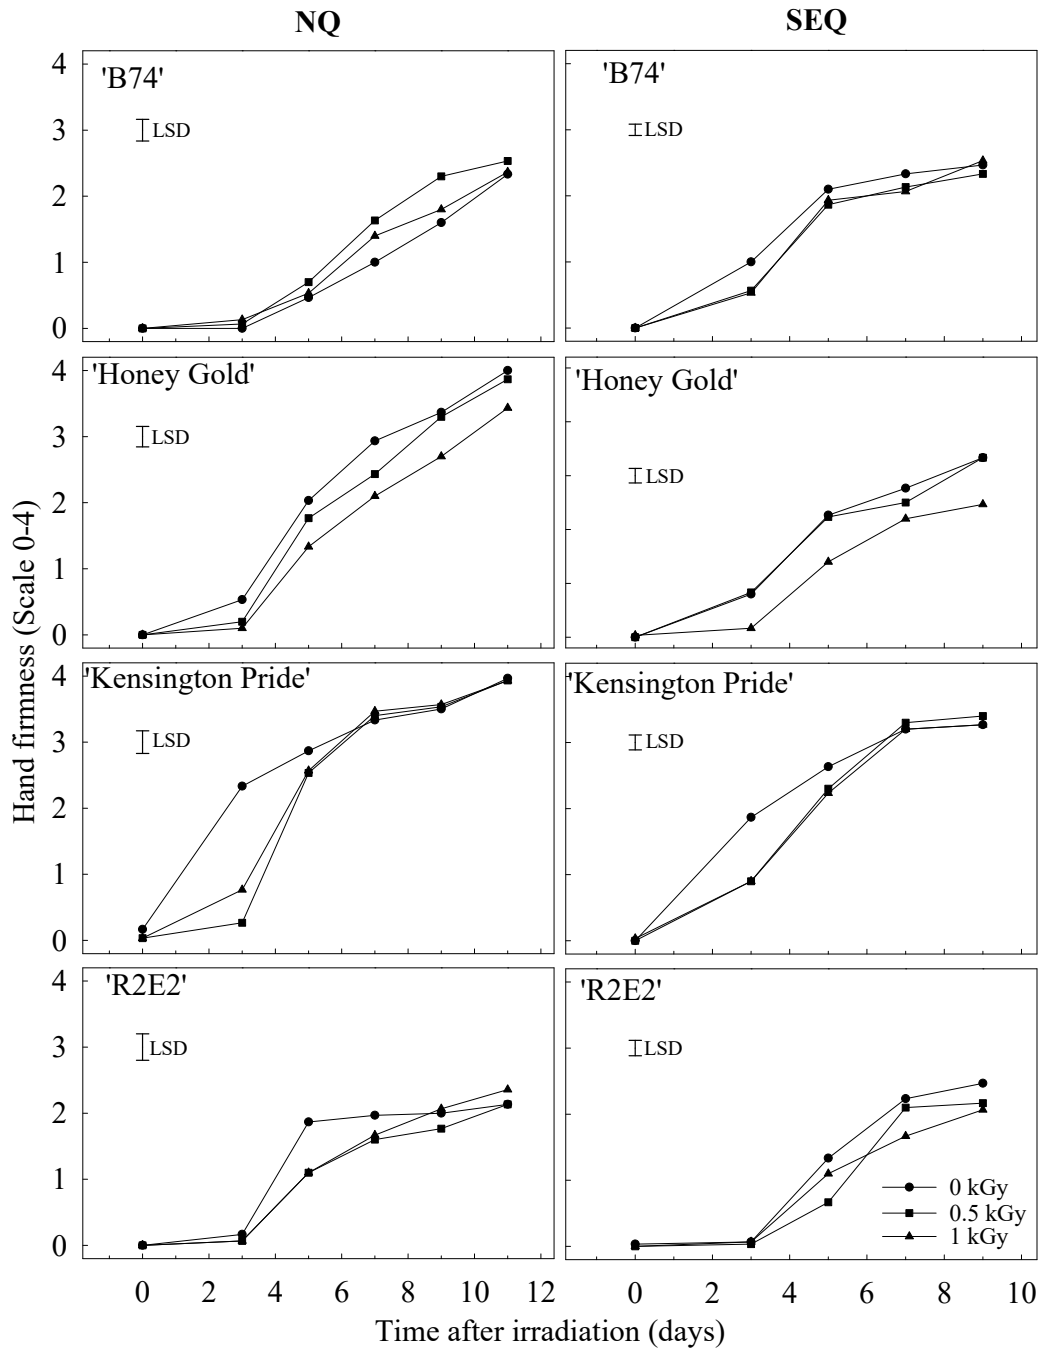 NQ
SEQ
Hand firmness (Scale 0-4)
'B74'
LSD
4
3
2
1
0
'B74'
LSD
'Honey Gold'
LSD
4
3
2
1
0
'Honey Gold'
LSD
'Kensington Pride'
LSD
4
3
2
1
0
'Kensington Pride'
LSD
'R2E2'
LSD
4
3
2
1
0
'R2E2'
LSD
0 kGy
0.5 kGy
1 kGy
0 2 4 6 8 10 12
0 2 4 6 8 10
Time after irradiation (days)